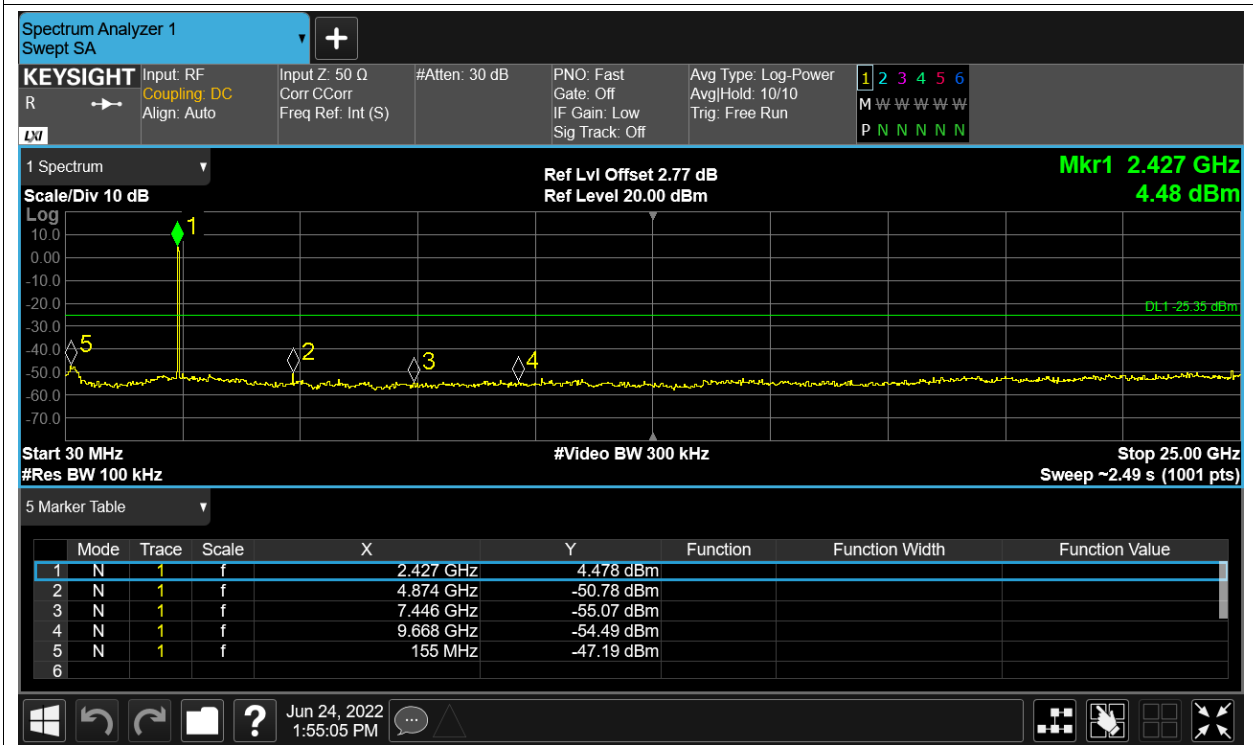 Spectrum Analyzer 1
Swept SA
KEYSIGHT
R
LXI
Input: RF
Coupling: DC
Align: Auto
Input Z: 50 Ω
Corr CCorr
Freq Ref: Int (S)
#Atten: 30 dB
PNO: Fast
Gate: Off
IF Gain: Low
Sig Track: Off
Avg Type: Log-Power
Avg|Hold: 10/10
Trig: Free Run
1 2 3 4 5 6
M W W W W W
P N N N N N
1 Spectrum
Scale/Div 10 dB
Ref Lvl Offset 2.77 dB
Ref Level 20.00 dBm
Mkr1 2.427 GHz
4.48 dBm
Log
10.0
0.00
-10.0
-20.0
-30.0
-40.0
-50.0
-60.0
-70.0
1
DL1 -25.35 dBm
5
2
3
4
Start 30 MHz
#Video BW 300 kHz
Stop 25.00 GHz
#Res BW 100 kHz
Sweep ~2.49 s (1001 pts)
5 Marker Table
Mode Trace Scale X Y Function Function Width Function Value
1 N 1 f 2.427 GHz 4.478 dBm
2 N 1 f 4.874 GHz -50.78 dBm
3 N 1 f 7.446 GHz -55.07 dBm
4 N 1 f 9.668 GHz -54.49 dBm
5 N 1 f 155 MHz -47.19 dBm
6
?
Jun 24, 2022
1:55:05 PM